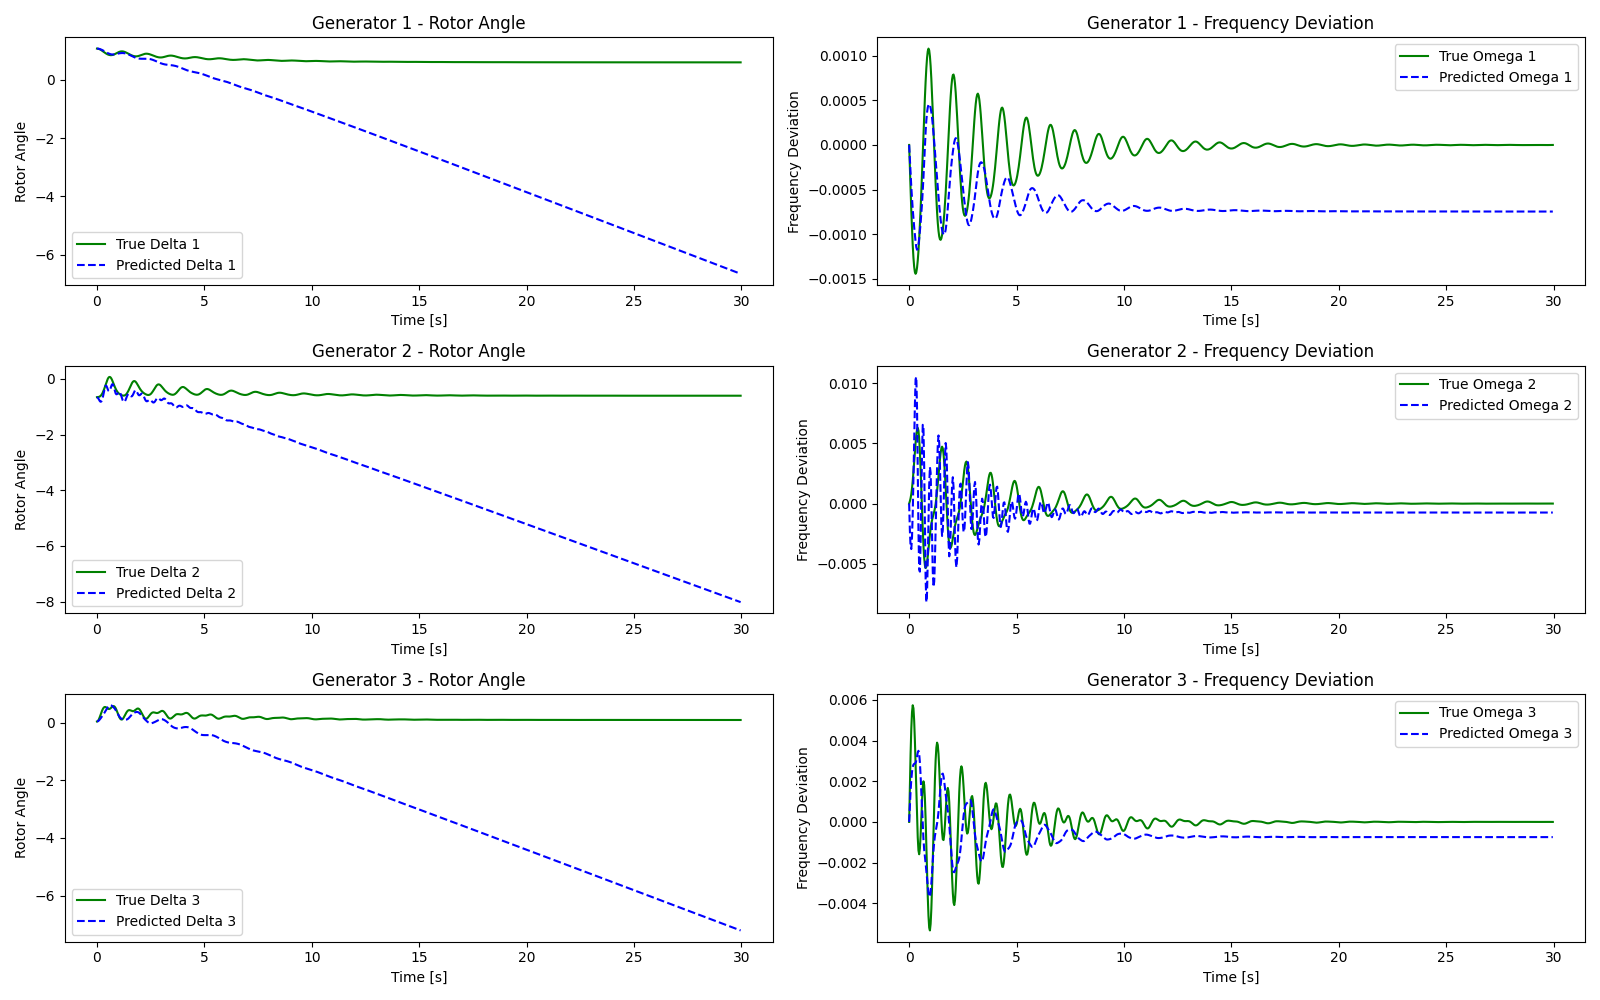 Generator 1 - Rotor Angle
Rotor Angle
0
−2
−4
−6
True Delta 1
Predicted Delta 1
0 5 10 15 20 25 30
Time [s]
Generator 1 - Frequency Deviation
Frequency Deviation
0.0010
0.0005
0.0000
−0.0005
−0.0010
−0.0015
True Omega 1
Predicted Omega 1
0 5 10 15 20 25 30
Time [s]
Generator 2 - Rotor Angle
Rotor Angle
0
−2
−4
−6
−8
True Delta 2
Predicted Delta 2
0 5 10 15 20 25 30
Time [s]
Generator 2 - Frequency Deviation
Frequency Deviation
0.010
0.005
0.000
−0.005
True Omega 2
Predicted Omega 2
0 5 10 15 20 25 30
Time [s]
Generator 3 - Rotor Angle
Rotor Angle
0
−2
−4
−6
True Delta 3
Predicted Delta 3
0 5 10 15 20 25 30
Time [s]
Generator 3 - Frequency Deviation
Frequency Deviation
0.006
0.004
0.002
0.000
−0.002
−0.004
True Omega 3
Predicted Omega 3
0 5 10 15 20 25 30
Time [s]